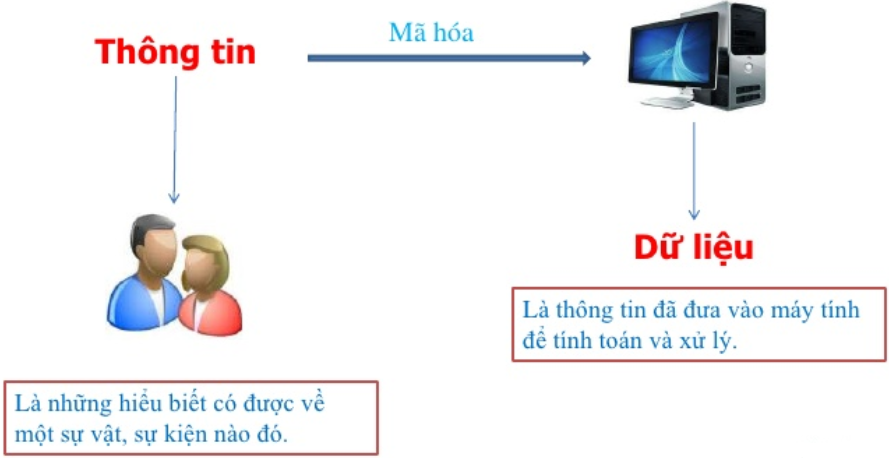 Thông tin
Mã hóa
Dữ liệu
Là thông tin đã đưa vào máy tính
để tính toán và xử lý.
Là những hiểu biết có được về
một sự vật, sự kiện nào đó.